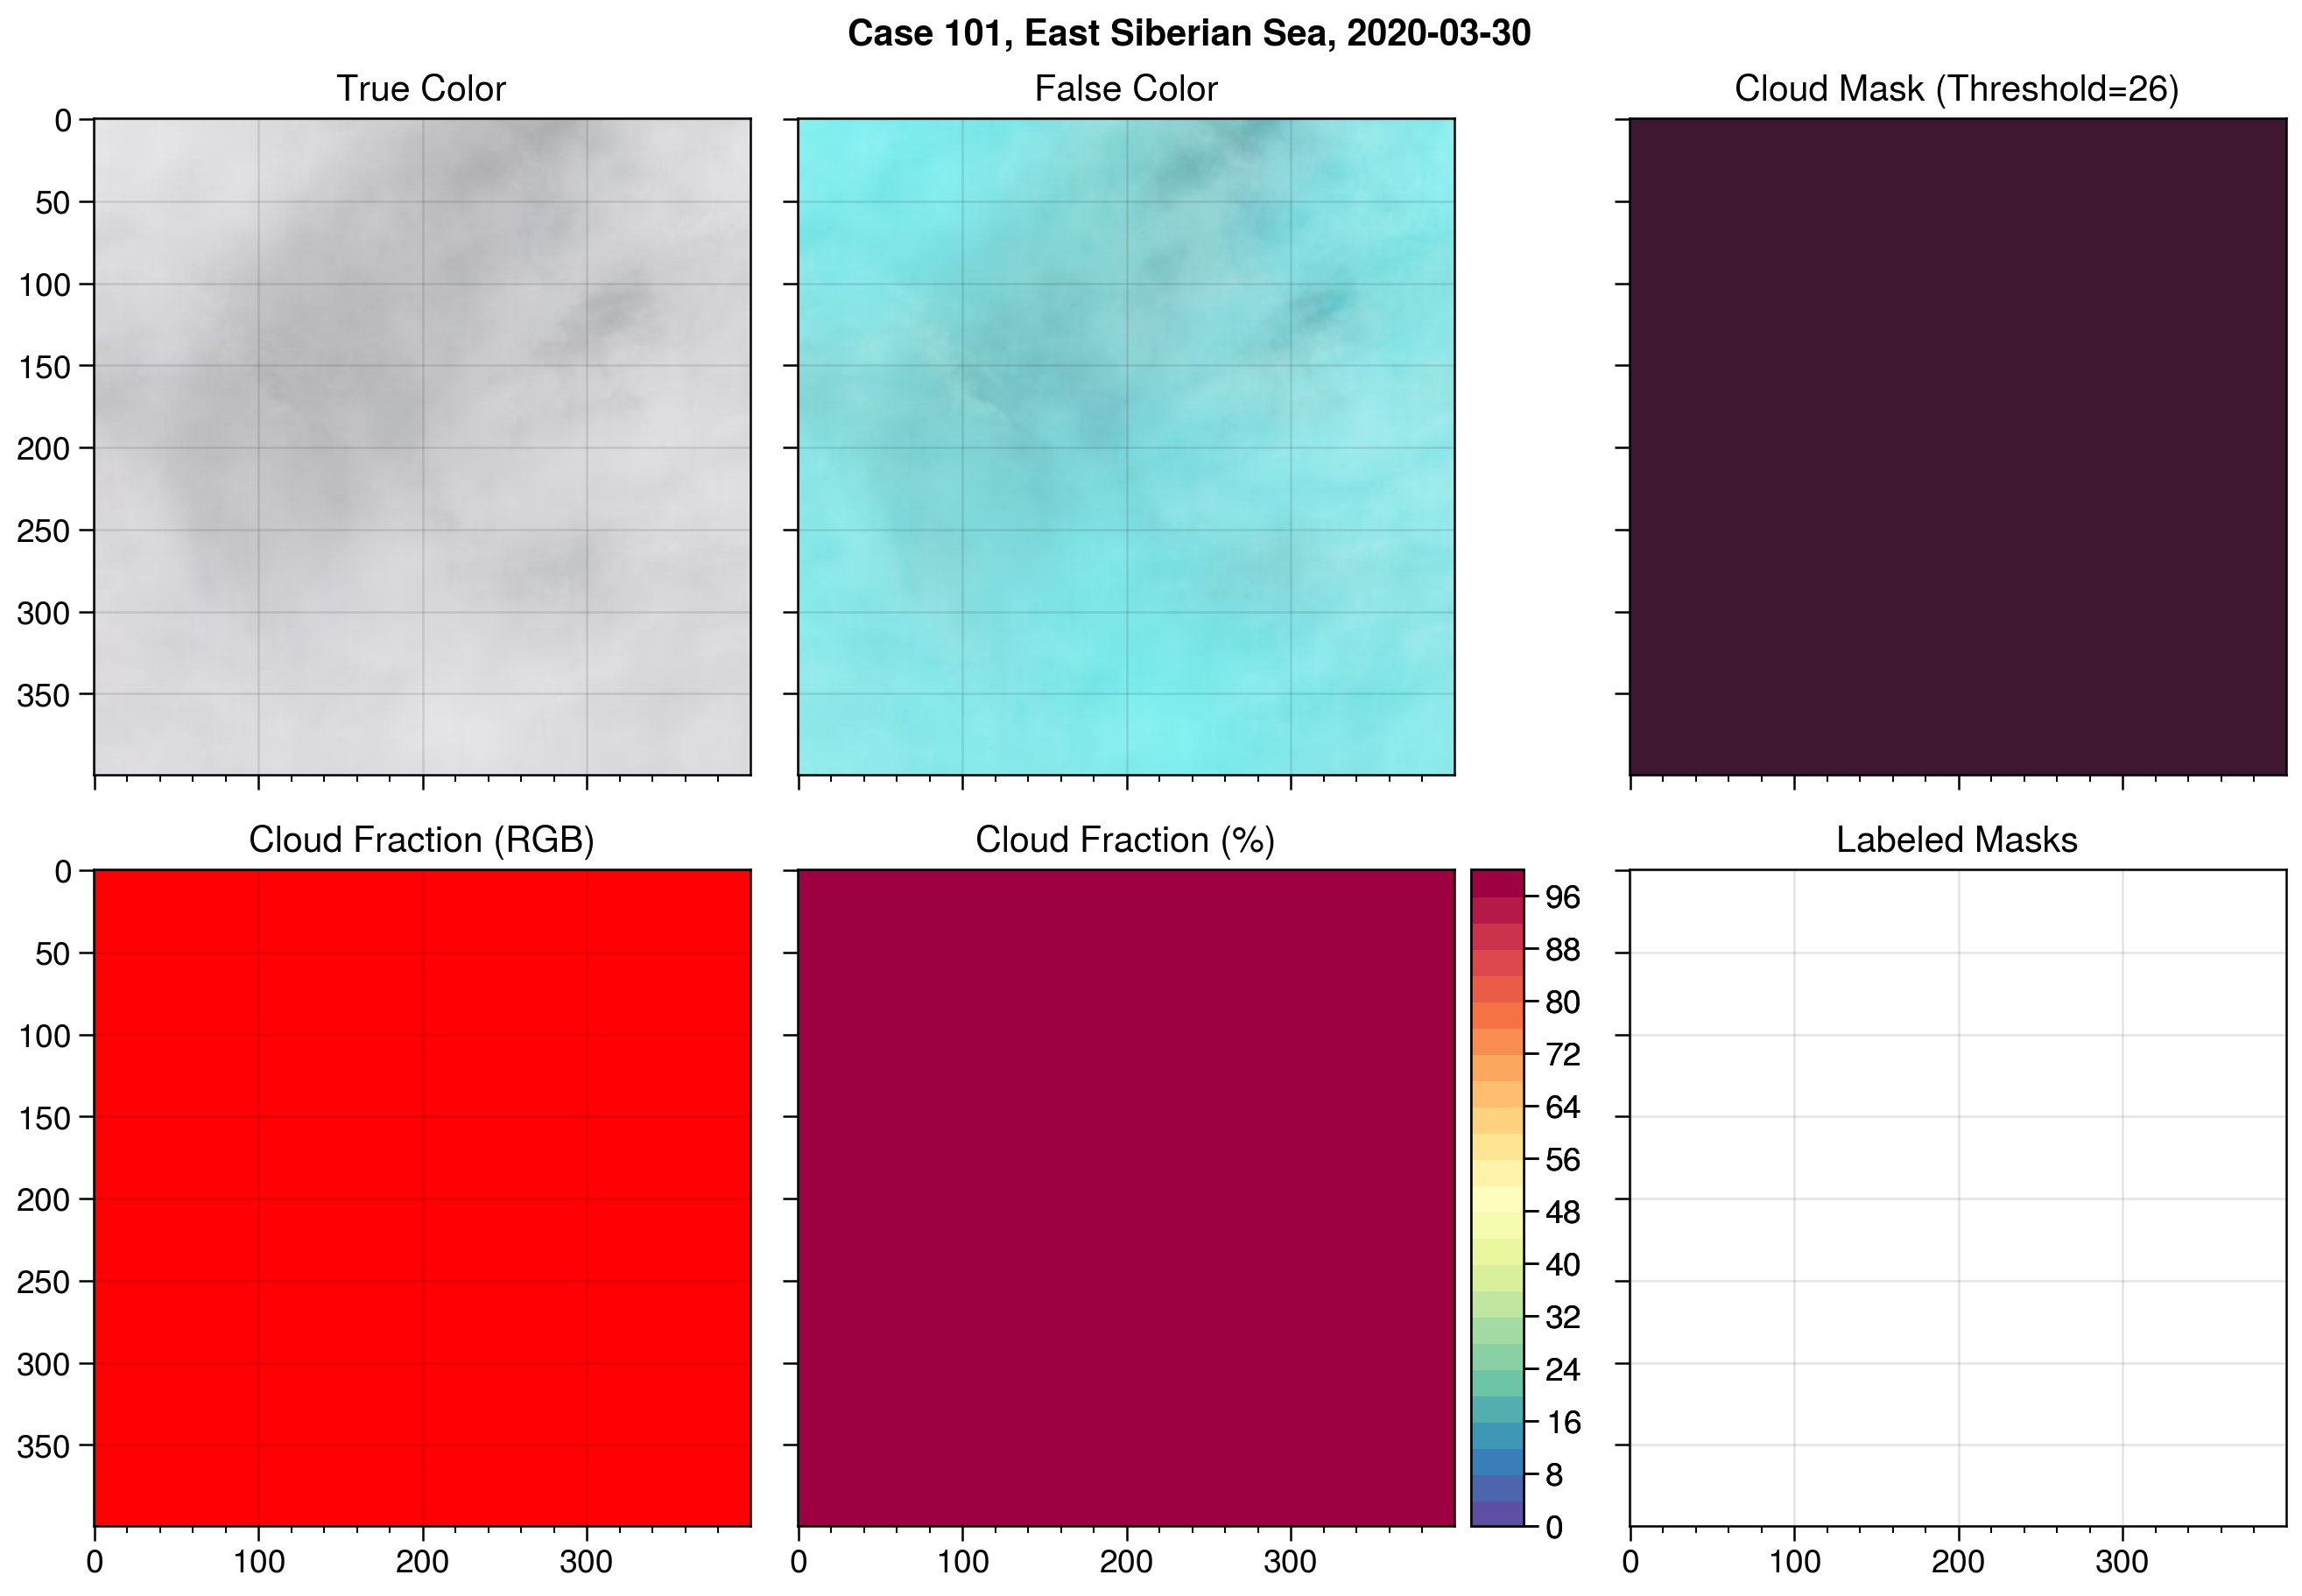 Case 101, East Siberian Sea, 2020-03-30
True Color
False Color
Cloud Mask (Threshold=26)
0
50
100
150
200
250
300
350
Cloud Fraction (RGB)
Cloud Fraction (%)
Labeled Masks
0
50
100
150
200
250
300
350
96
88
80
72
64
56
48
40
32
24
16
8
0
0 100 200 300
0 100 200 300
0 100 200 300